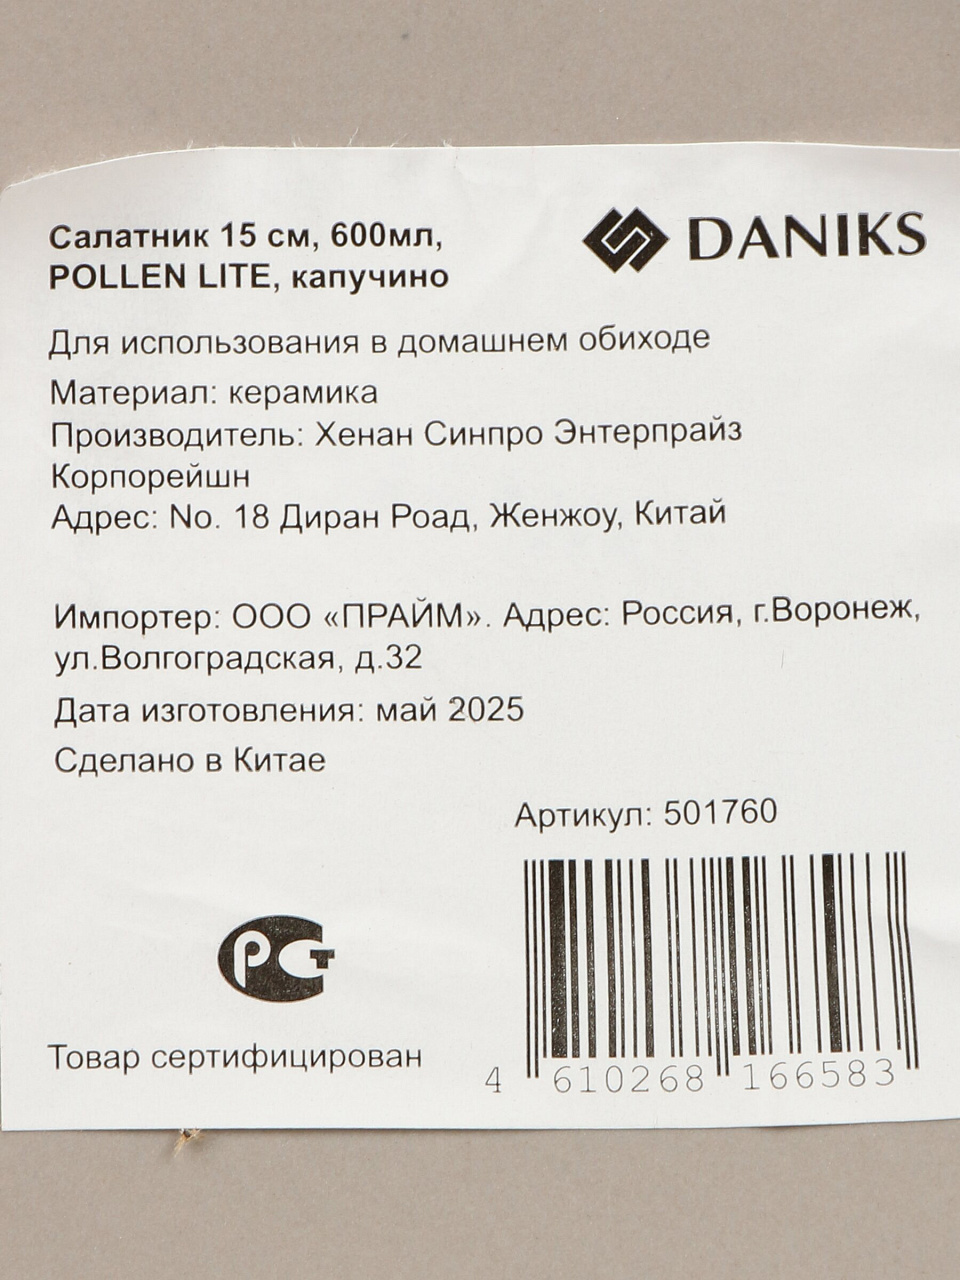 Салатник 15 см, 600мл,
POLLEN LITE, капучино
DANIKS
Для использования в домашнем обиходе
Материал: керамика
Производитель: Хенан Синпро Энтерпрайз
Корпорейшн
Адрес: No. 18 Диран Роад, Женжоу, Китай
Импортер: ООО «ПРАЙМ». Адрес: Россия, г.Воронеж,
ул.Волгоградская, д.32
Дата изготовления: май 2025
Сделано в Китае
Артикул: 501760
РСТ
Товар сертифицирован
4 610268 166583